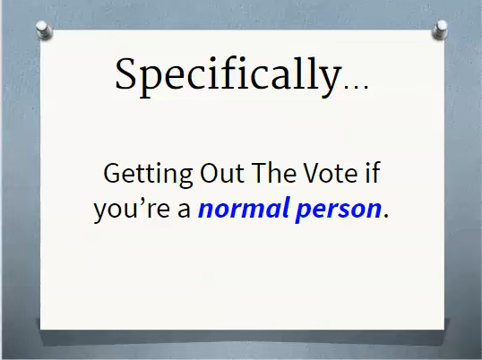 Specifically...
Getting Out The Vote if
you’re a normal person.